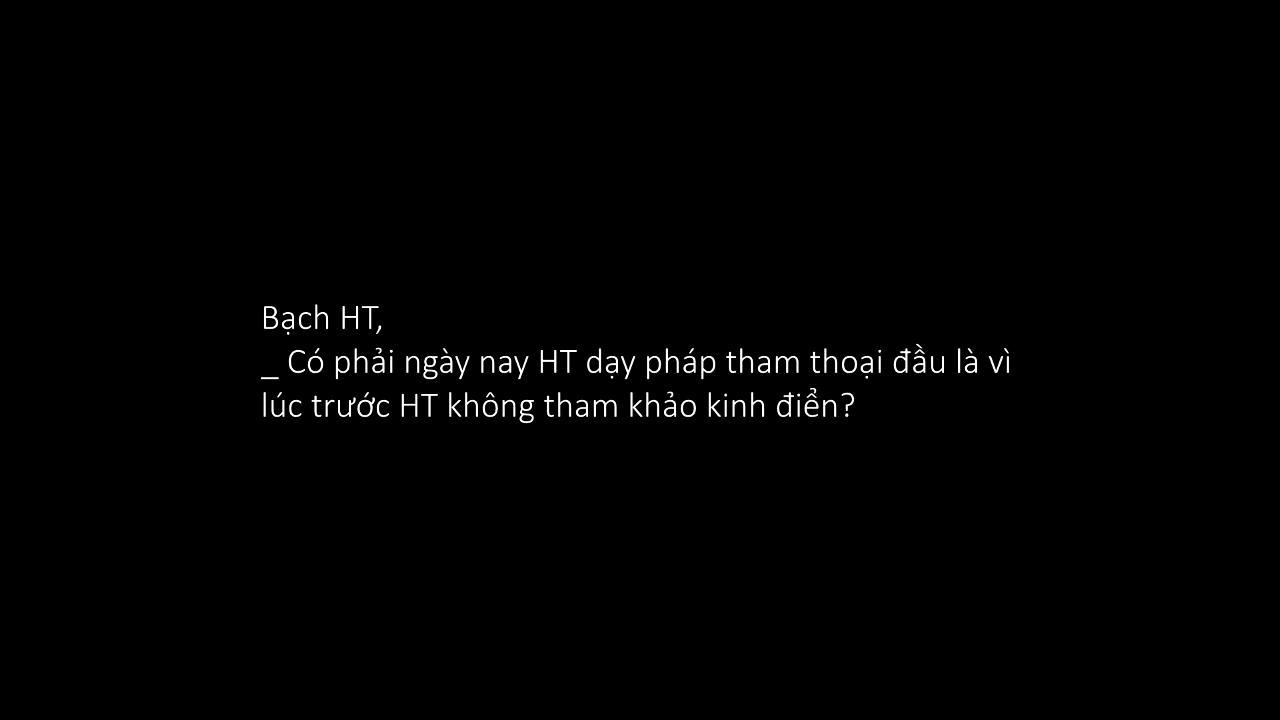 Bạch HT,
_ Có phải ngày nay HT dạy pháp tham thoại đầu là vì
lúc trước HT không tham khảo kinh điển?